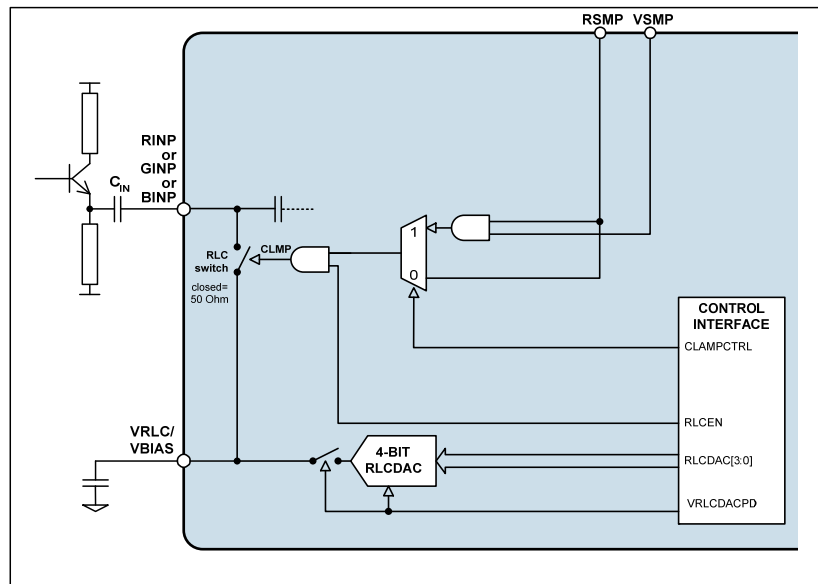 RSMP VSMP
RINP
or
GINP
or
BINP
CIN
1
0
CLMP
RLC
switch
closed=
50 Ohm
CONTROL
INTERFACE
CLAMPCTRL
RLCEN
VRLC/
VBIAS
4-BIT
RLCDAC
RLCDAC[3:0]
VRLCDACPD